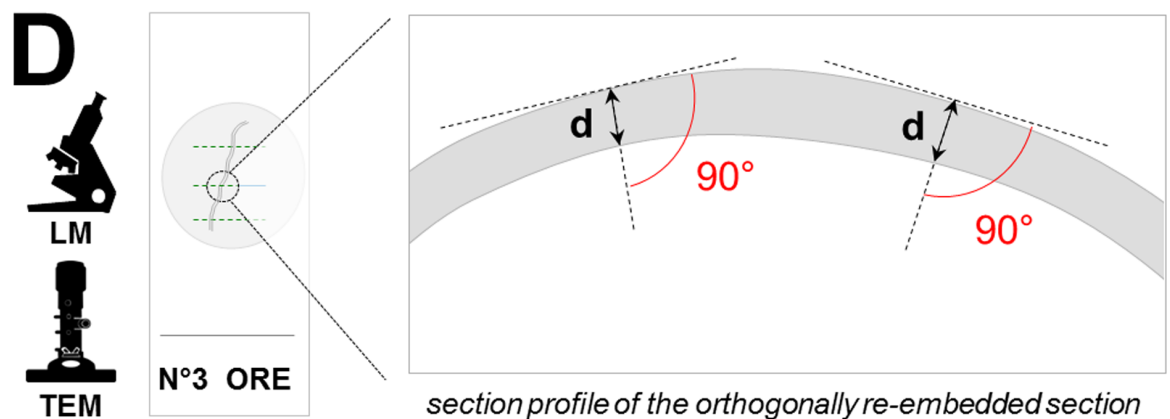 D
LM
TEM
N°3 ORE
d
90°
d
90°
section profile of the orthogonally re-embedded section